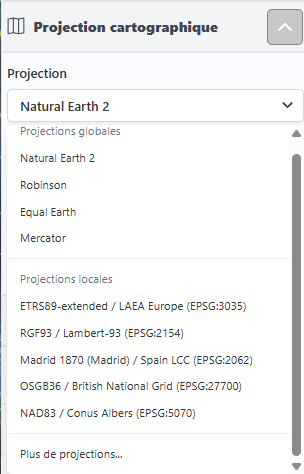 Projection cartographique
Projection
Natural Earth 2
Projections globales
Natural Earth 2
Robinson
Equal Earth
Mercator
Projections locales
ETRS89-extended / LAEA Europe (EPSG:3035)
RGF93 / Lambert-93 (EPSG:2154)
Madrid 1870 (Madrid) / Spain LCC (EPSG:2062)
OSGB36 / British National Grid (EPSG:27700)
NAD83 / Conus Albers (EPSG:5070)
Plus de projections...